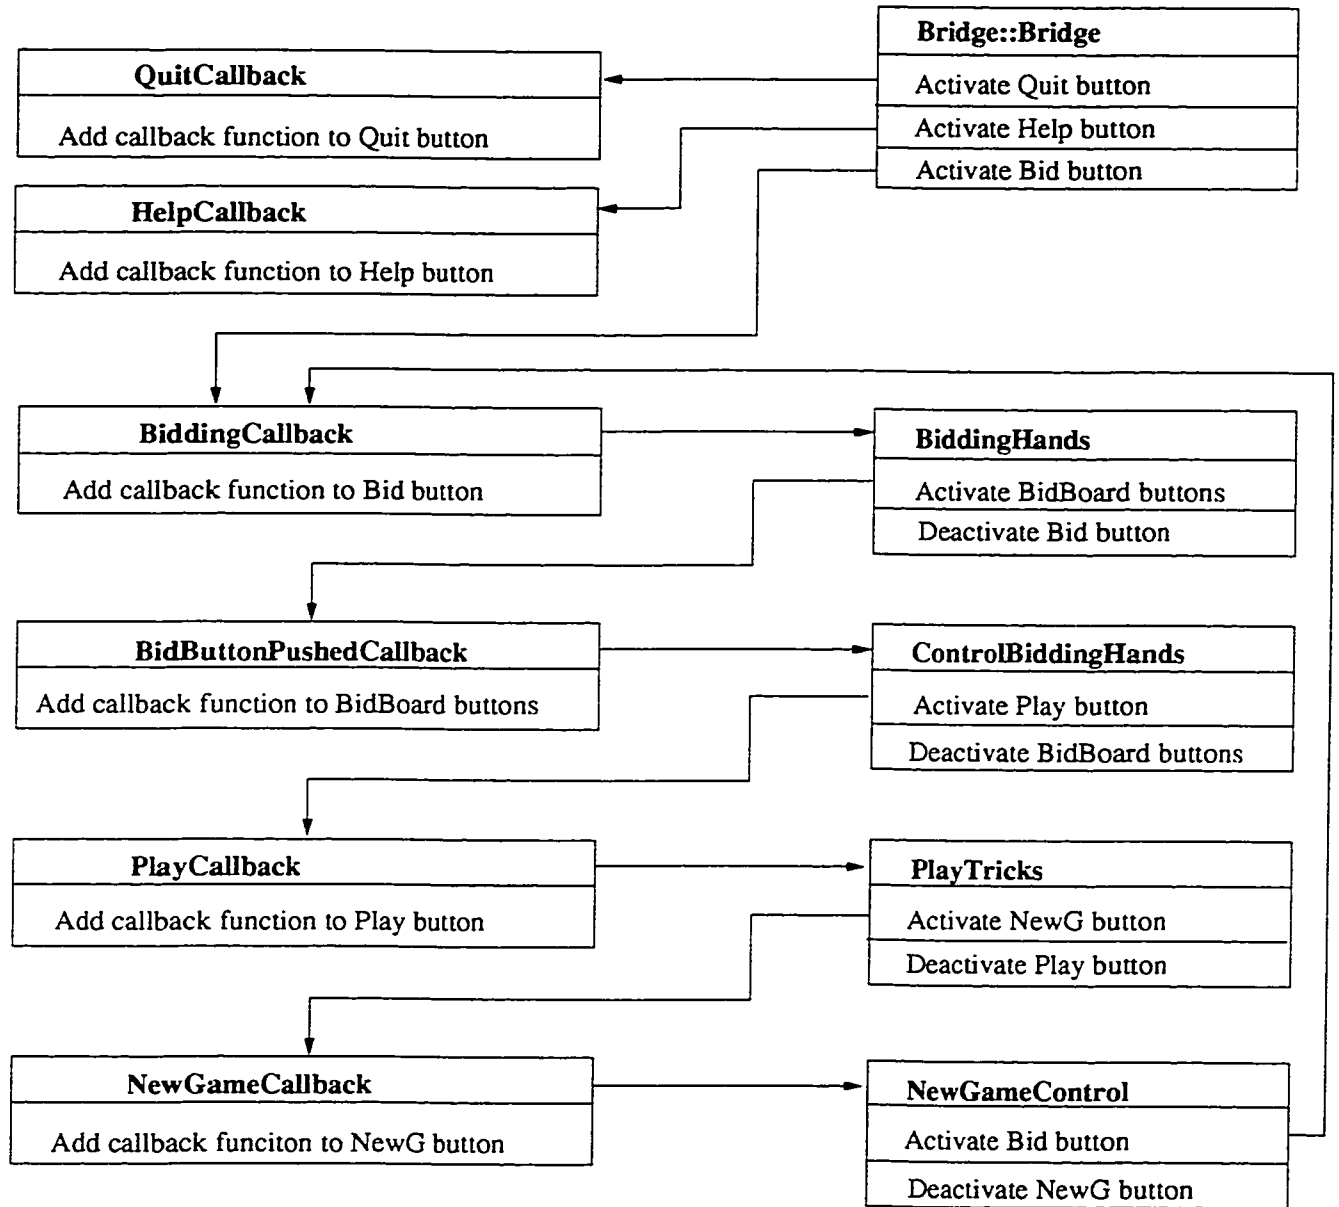 Bridge::Bridge
Activate Quit button
Activate Help button
Activate Bid button
QuitCallback
Add callback function to Quit button
HelpCallback
Add callback function to Help button
BiddingCallback
Add callback function to Bid button
BiddingHands
Activate BidBoard buttons
Deactivate Bid button
BidButtonPushedCallback
Add callback function to BidBoard buttons
ControlBiddingHands
Activate Play button
Deactivate BidBoard buttons
PlayCallback
Add callback function to Play button
PlayTricks
Activate NewG button
Deactivate Play button
NewGameCallback
Add callback funciton to NewG button
NewGameControl
Activate Bid button
Deactivate NewG button